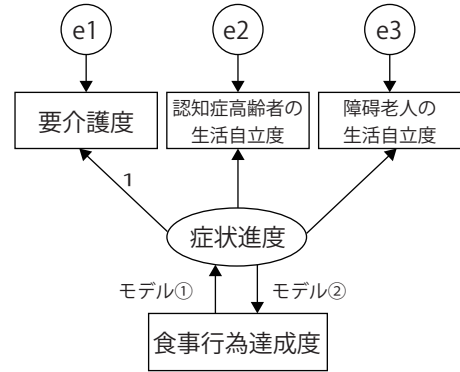 e1
e2
e3
要介護度
認知症高齢者の
生活自立度
障碍老人の
生活自立度
1
症状進度
モデル①
モデル②
食事行為達成度